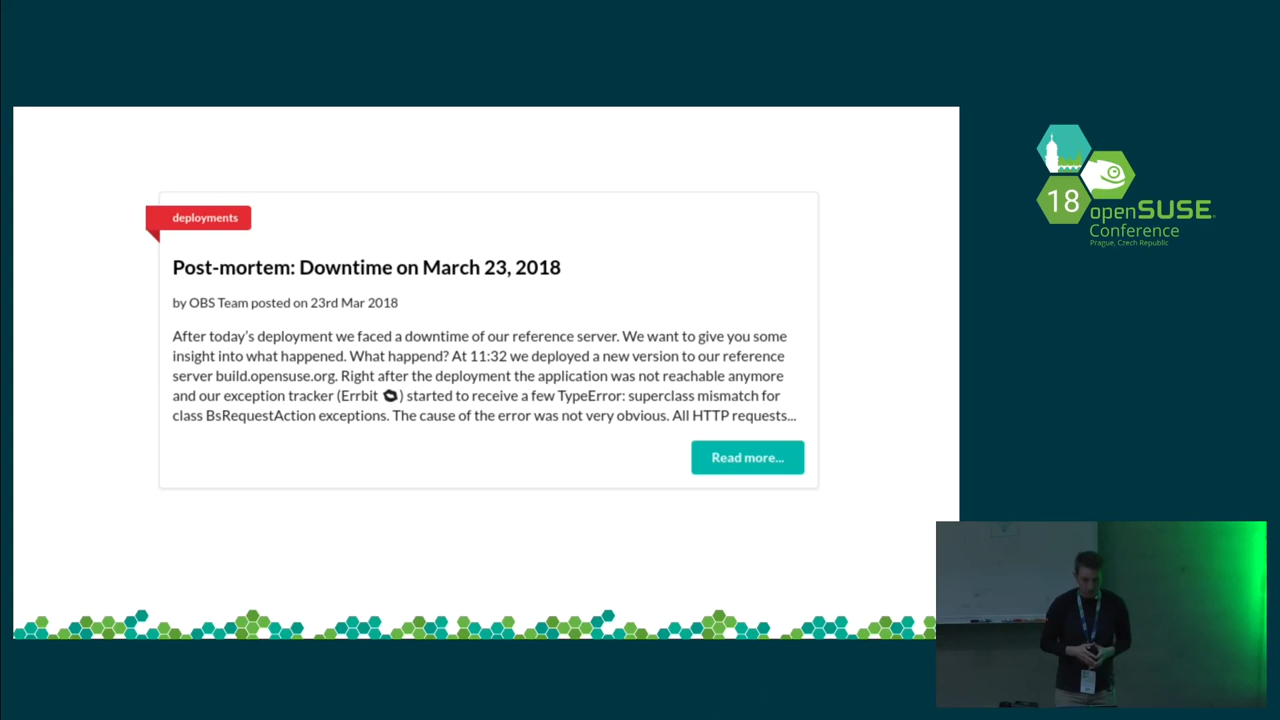 deployments
Post-mortem: Downtime on March 23, 2018
by OBS Team posted on 23rd Mar 2018
After today's deployment we faced a downtime of our reference server. We want to give you some
insight into what happened. What happend? At 11:32 we deployed a new version to our reference
server build.opensuse.org. Right after the deployment the application was not reachable anymore
and our exception tracker (Errbit ) started to receive a few TypeError: superclass mismatch for
class BsRequestAction exceptions. The cause of the error was not very obvious. All HTTP requests...
Read more...
18
openSUSE
Conference
Prague, Czech Republic